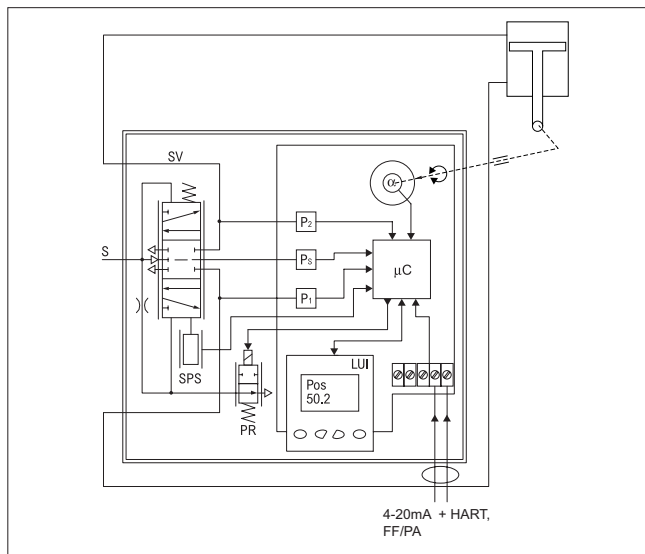 SV
α
P₂
S
Pₛ
μC
P₁
SPS
LUI
Pos
50.2
PR
4-20mA + HART,
FF/PA